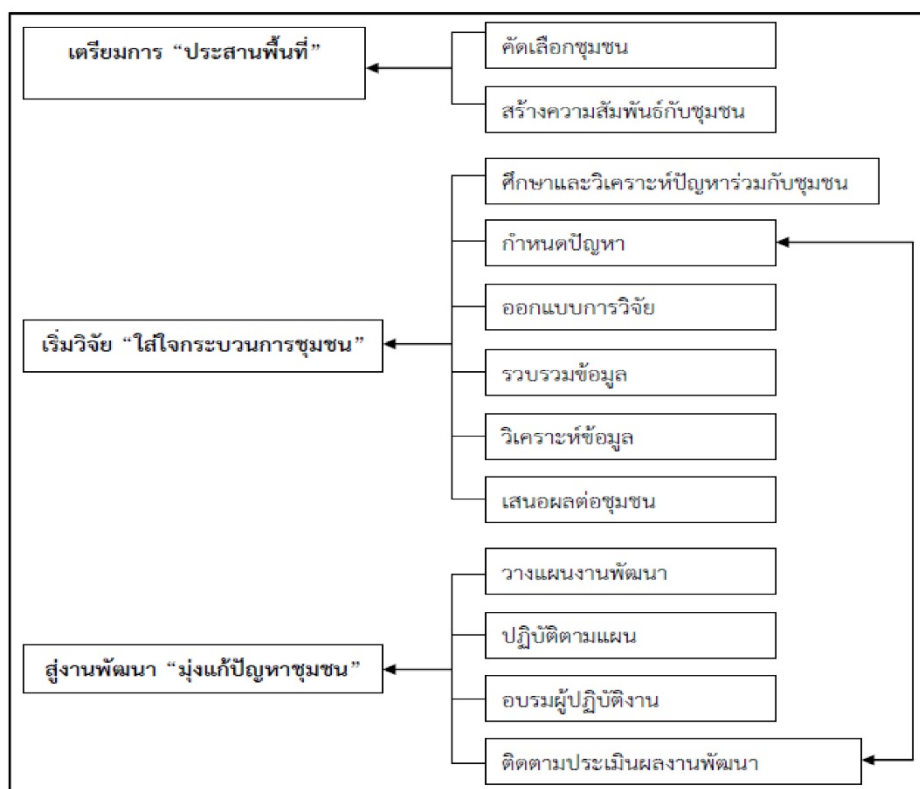 เตรียมการ “ประสานพื้นที่”
คัดเลือกชุมชน
สร้างความสัมพันธ์กับชุมชน
เริ่มวิจัย “ใส่ใจกระบวนการชุมชน”
ศึกษาและวิเคราะห์ปัญหาร่วมกับชุมชน
กำหนดปัญหา
ออกแบบการวิจัย
รวบรวมข้อมูล
วิเคราะห์ข้อมูล
เสนอผลต่อชุมชน
สู่งานพัฒนา “มุ่งแก้ปัญหาชุมชน”
วางแผนงานพัฒนา
ปฏิบัติตามแผน
อบรมผู้ปฏิบัติงาน
ติดตามประเมินผลงานพัฒนา